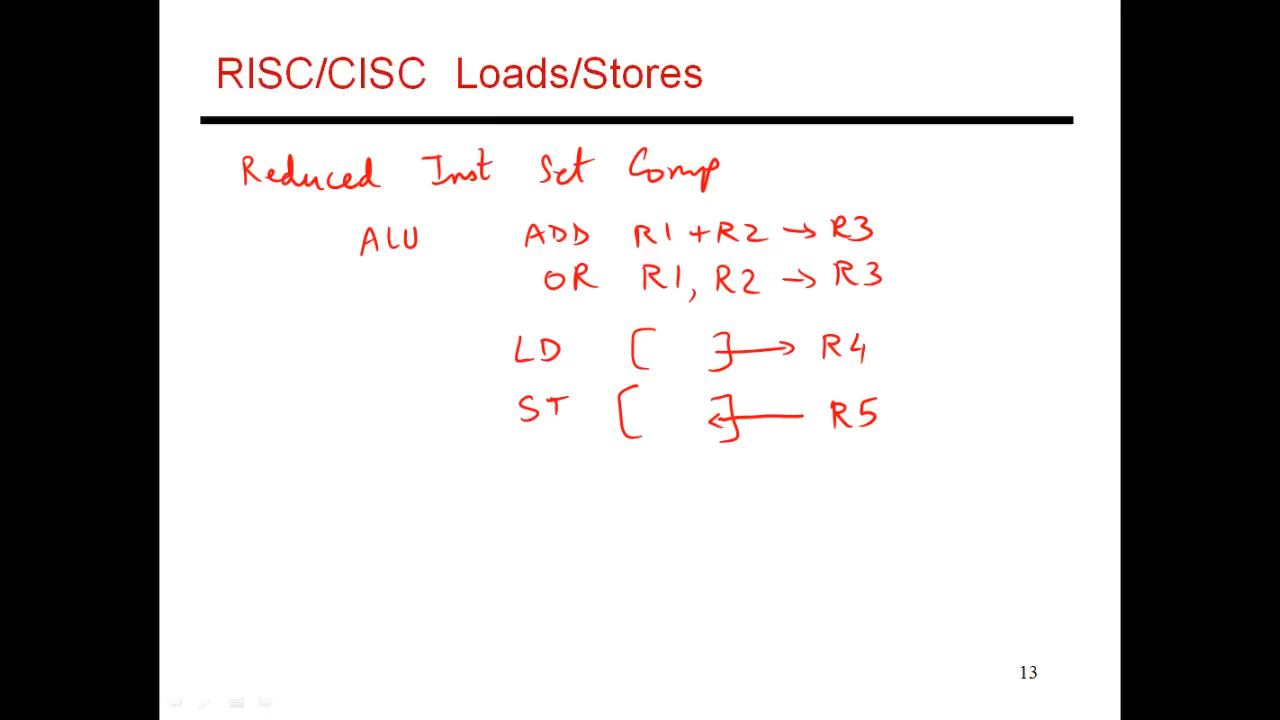 RISC/CISC Loads/Stores
Reduced Inst Set Comp
ALU ADD R1 + R2 → R3
OR R1, R2 → R3
LD [ ] → R4
ST [ ] ← R5
13